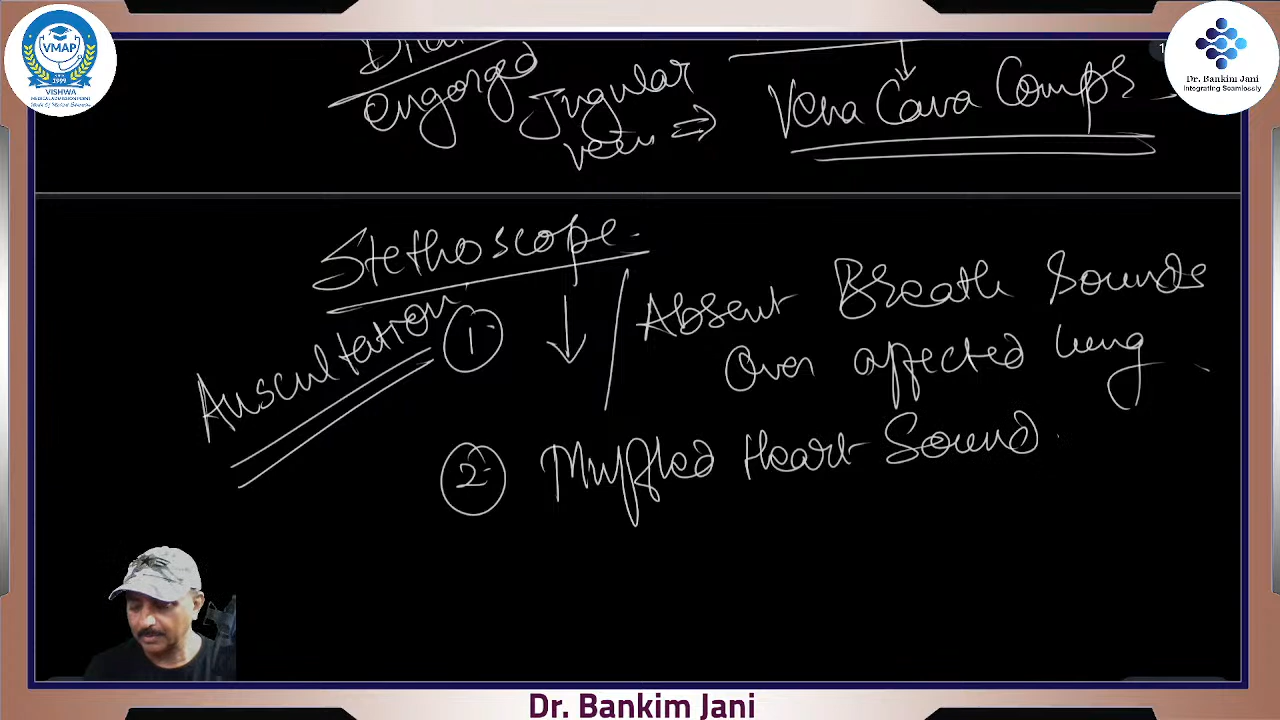 VMAP
1999
VISHWA
engorged Jugular vein ⇒
Vena Cava Comps
Dr. Bankim Jani
Integrating Seamlessly
Stethoscope.
Auscultation
① ↓ / Absent Breath Sounds
Over affected lung
② Muffled Heart Sound.
Dr. Bankim Jani